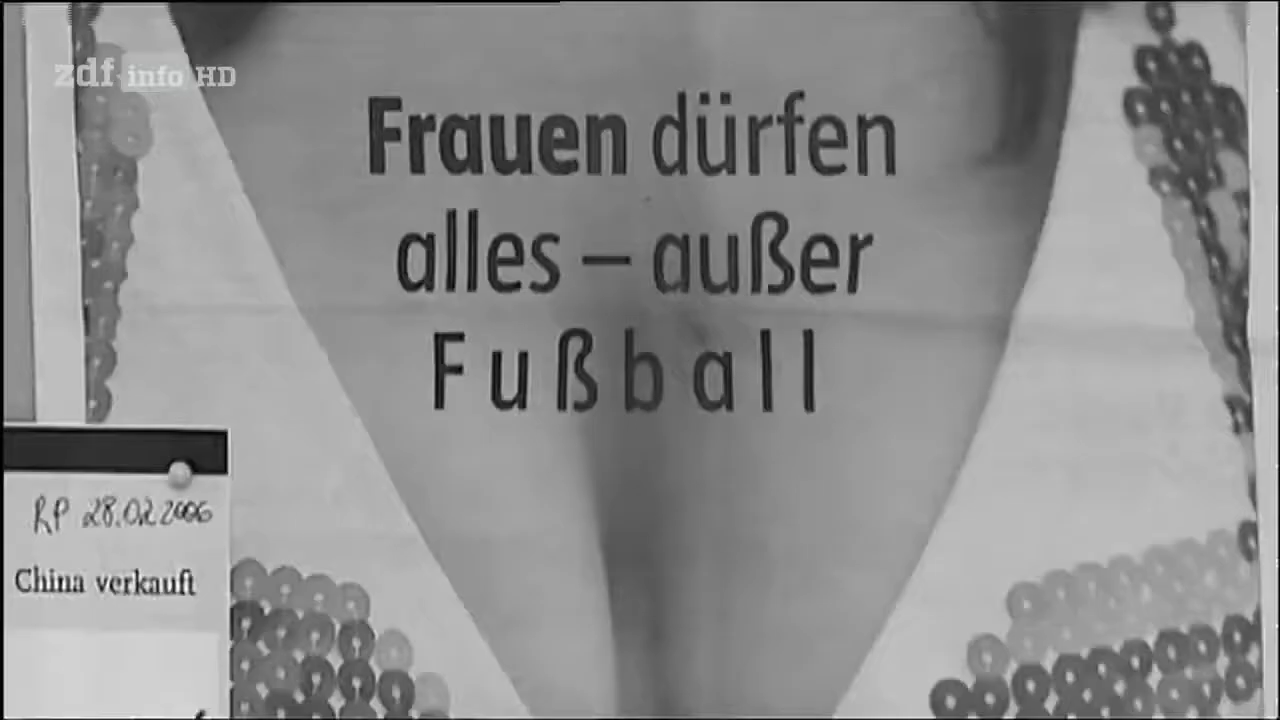 zdf info HD
Frauen dürfen
alles – außer
Fußball
RP 28.02.2006
China verkauft